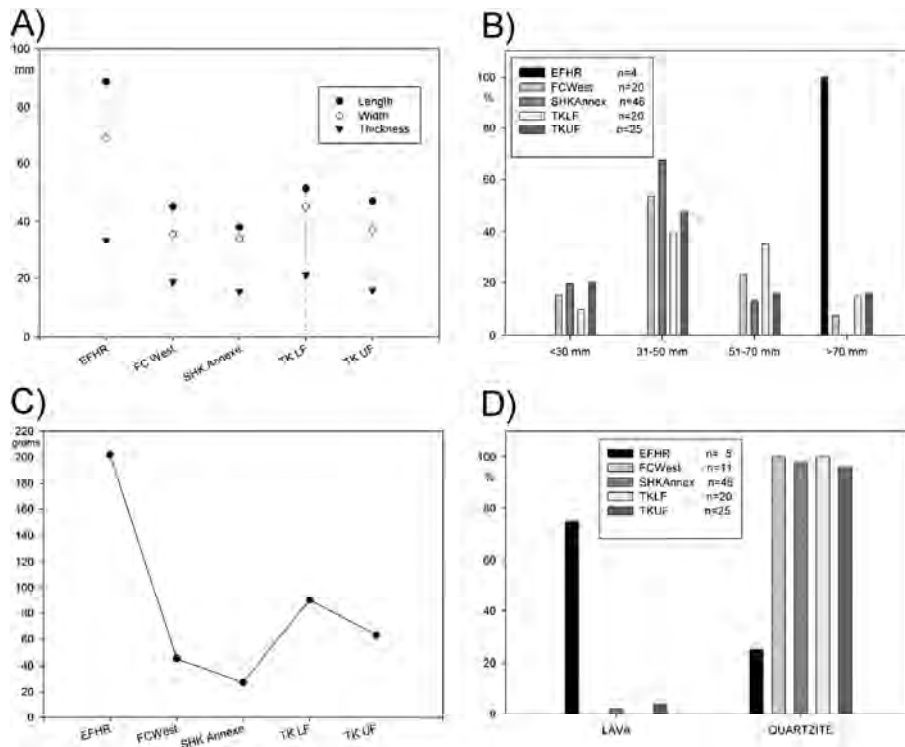 A)
100
mm
80
60
40
20
0
Length
Width
Thickness
EFHR
FC West
SHK Annexe
TK LF
TK UF
B)
100
%
80
60
40
20
0
EFHR n=4
FCWest n=20
SHKAnnex n=46
TKLF n=20
TKUF n=25
<30 mm
31-50 mm
51-70 mm
>70 mm
C)
220
grams
200
180
160
140
120
100
80
60
40
20
0
EFHR
FCWest
SHK Annexe
TK LF
TK UF
D)
100
%
80
60
40
20
0
EFHR n= 5
FCWest n=11
SHKAnnex n=46
TKLF n=20
TKUF n=25
LAVA
QUARTZITE